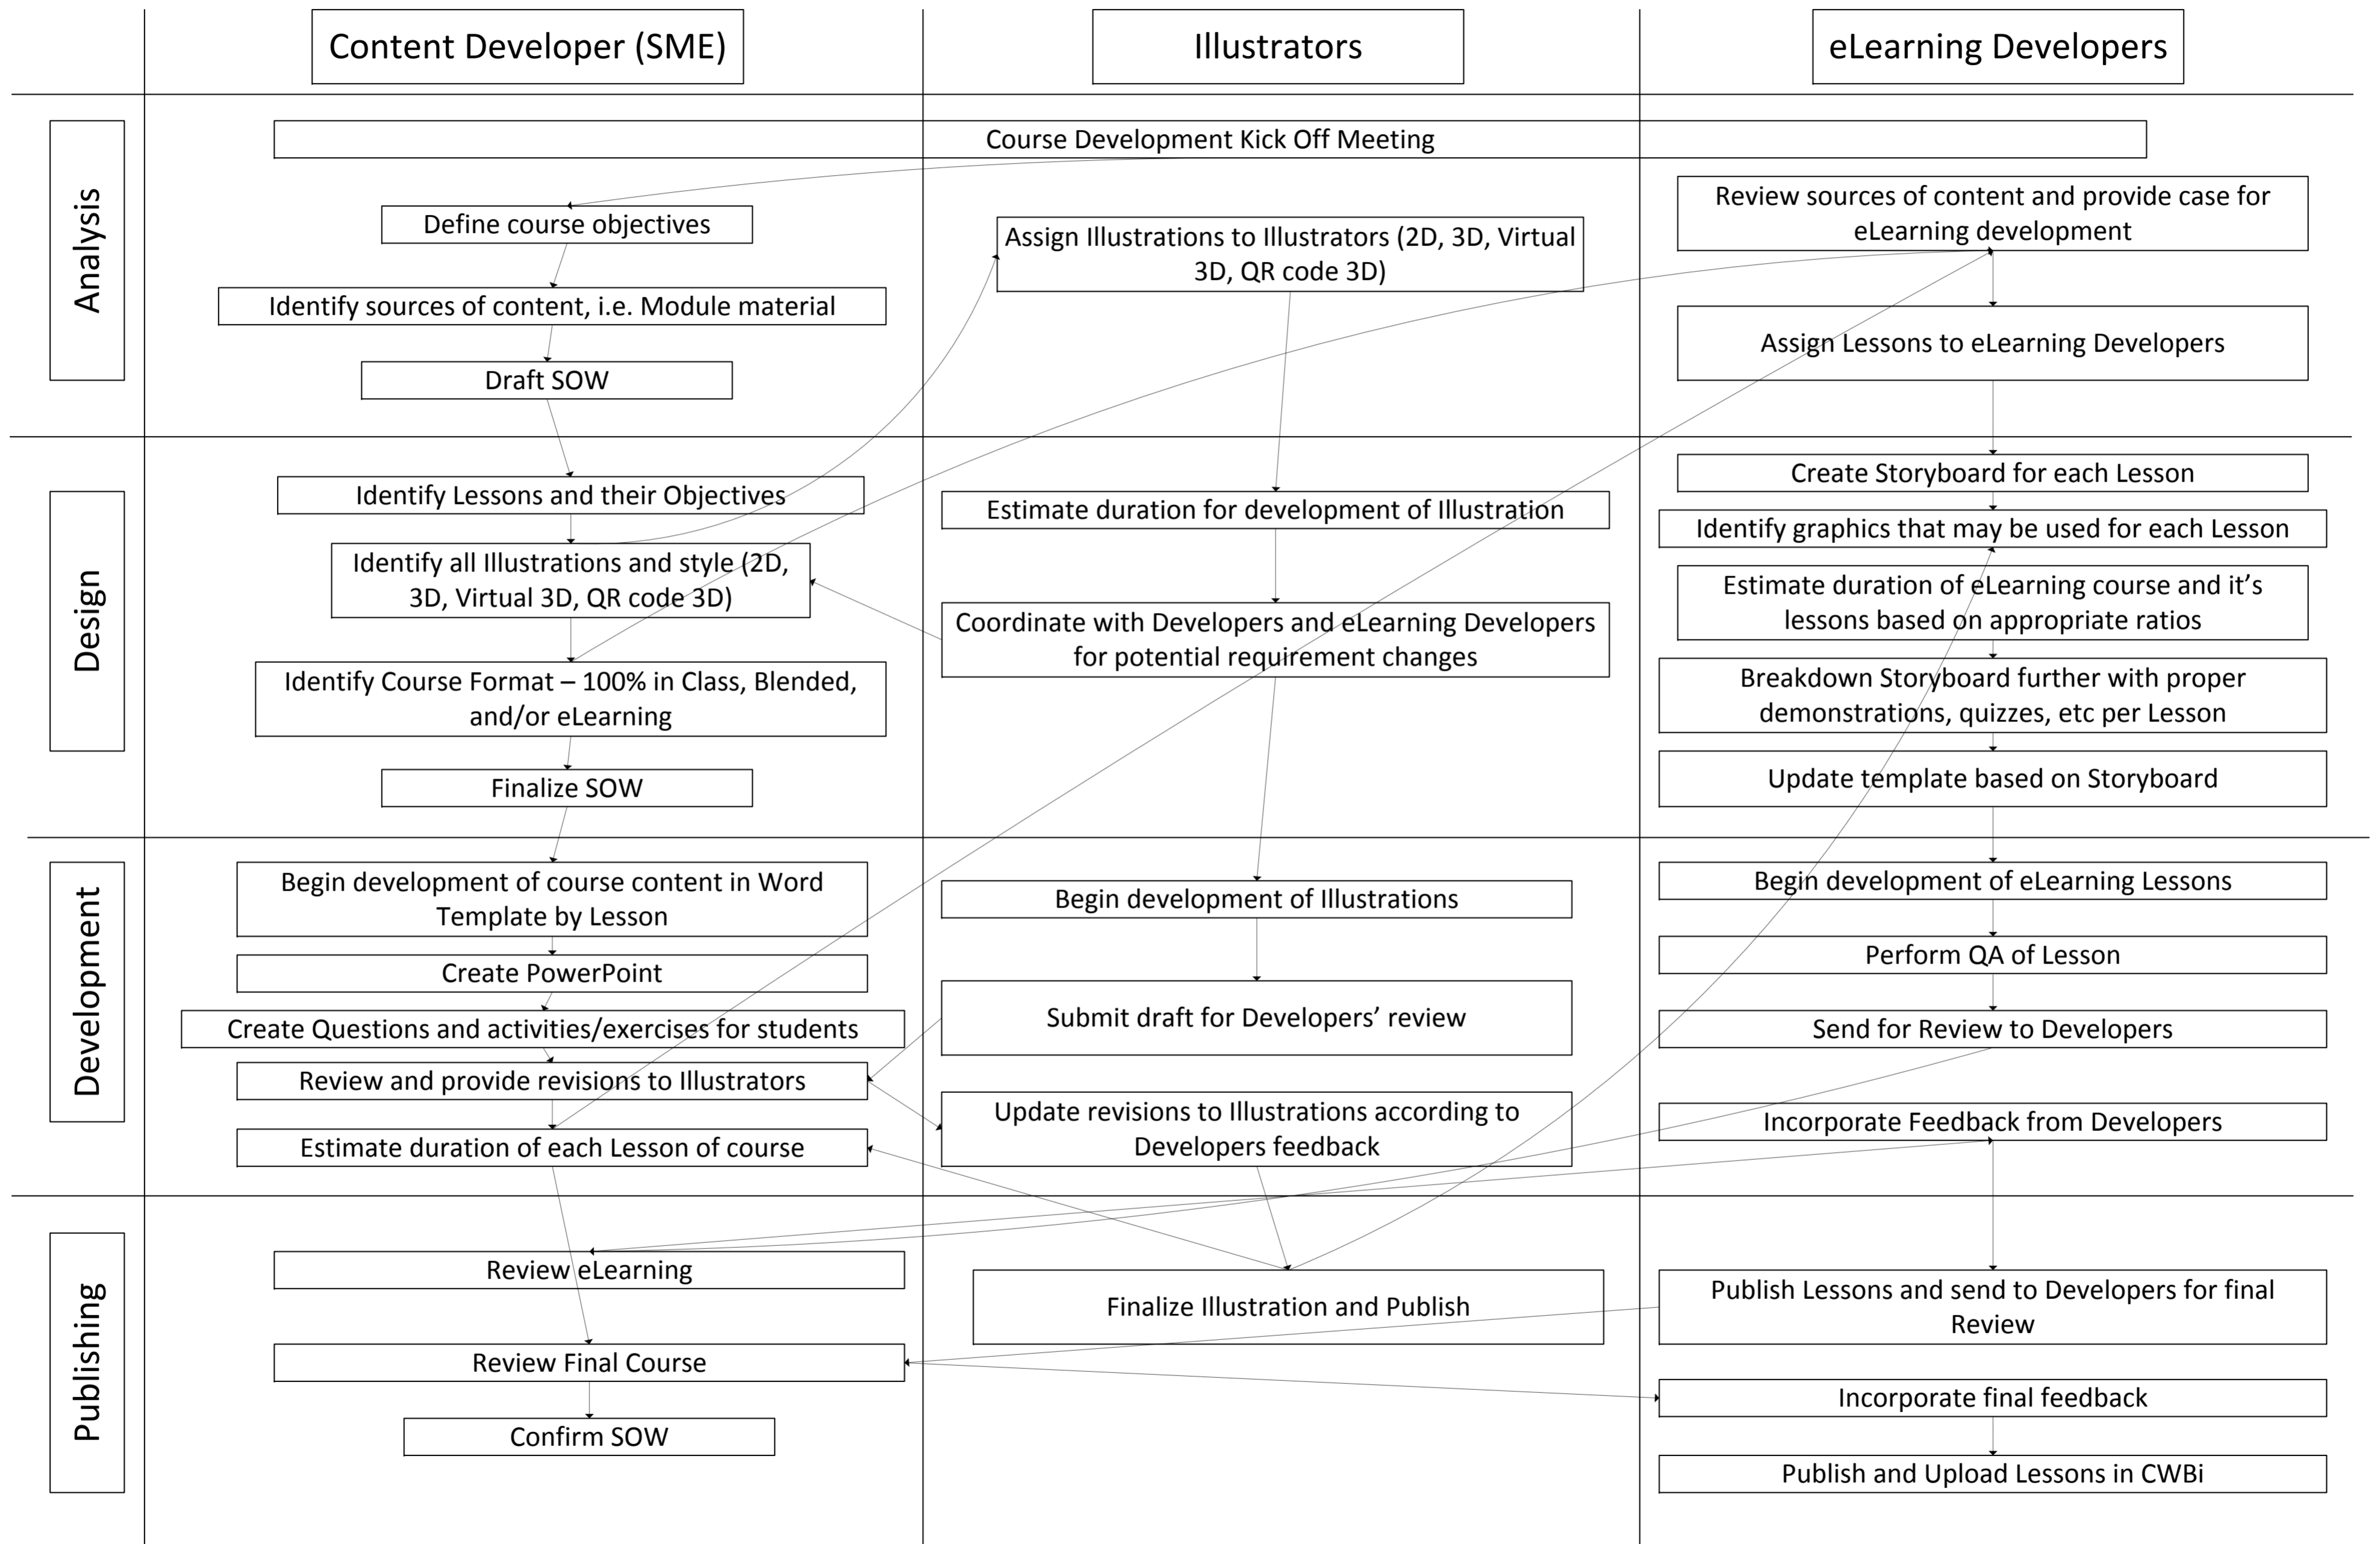 Content Developer (SME)
Illustrators
eLearning Developers
Analysis
Course Development Kick Off Meeting
Define course objectives
Identify sources of content, i.e. Module material
Draft SOW
Assign Illustrations to Illustrators (2D, 3D, Virtual
3D, QR code 3D)
Review sources of content and provide case for
eLearning development
Assign Lessons to eLearning Developers
Design
Identify Lessons and their Objectives
Identify all Illustrations and style (2D,
3D, Virtual 3D, QR code 3D)
Identify Course Format – 100% in Class, Blended,
and/or eLearning
Finalize SOW
Estimate duration for development of Illustration
Coordinate with Developers and eLearning Developers
for potential requirement changes
Create Storyboard for each Lesson
Identify graphics that may be used for each Lesson
Estimate duration of eLearning course and it’s
lessons based on appropriate ratios
Breakdown Storyboard further with proper
demonstrations, quizzes, etc per Lesson
Update template based on Storyboard
Development
Begin development of course content in Word
Template by Lesson
Create PowerPoint
Create Questions and activities/exercises for students
Review and provide revisions to Illustrators
Estimate duration of each Lesson of course
Begin development of Illustrations
Submit draft for Developers’ review
Update revisions to Illustrations according to
Developers feedback
Begin development of eLearning Lessons
Perform QA of Lesson
Send for Review to Developers
Incorporate Feedback from Developers
Publishing
Review eLearning
Review Final Course
Confirm SOW
Finalize Illustration and Publish
Publish Lessons and send to Developers for final
Review
Incorporate final feedback
Publish and Upload Lessons in CWBi